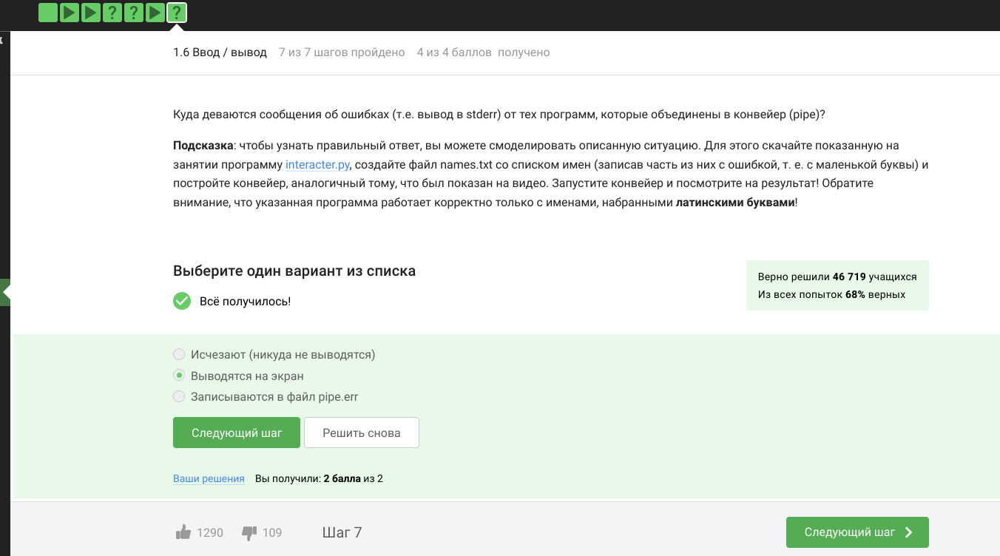 ? ? ?
1.6 Ввод / вывод 7 из 7 шагов пройдено 4 из 4 баллов получено
Куда деваются сообщения об ошибках (т.е. вывод в stderr) от тех программ, которые объединены в конвейер (pipe)?
Подсказка: чтобы узнать правильный ответ, вы можете смоделировать описанную ситуацию. Для этого скачайте показанную на
занятии программу interacter.py, создайте файл names.txt со списком имен (записав часть из них с ошибкой, т. е. с маленькой буквы) и
постройте конвейер, аналогичный тому, что был показан на видео. Запустите конвейер и посмотрите на результат! Обратите
внимание, что указанная программа работает корректно только с именами, набранными латинскими буквами!
Выберите один вариант из списка
Всё получилось!
Верно решили 46 719 учащихся
Из всех попыток 68% верных
Исчезают (никуда не выводятся)
Выводятся на экран
Записываются в файл pipe.err
Следующий шаг Решить снова
Ваши решения Вы получили: 2 балла из 2
1290 109 Шаг 7 Следующий шаг